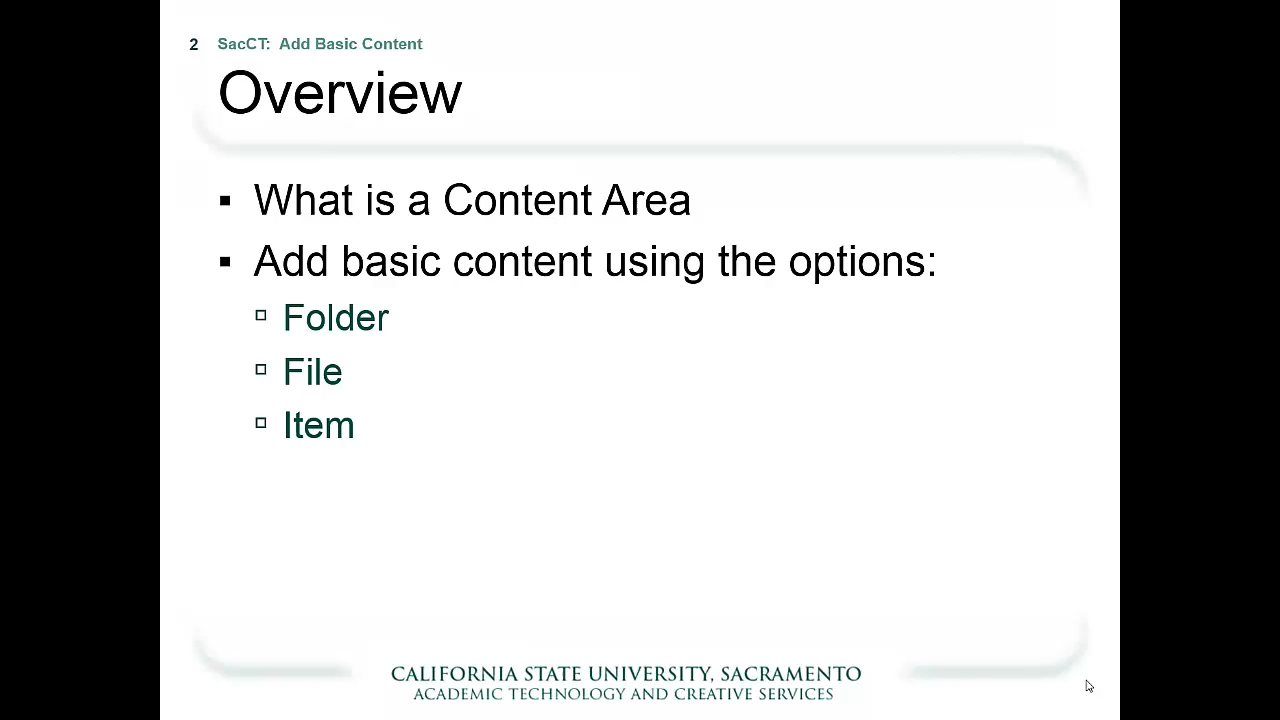 2 SacCT: Add Basic Content
Overview
▪ What is a Content Area
▪ Add basic content using the options:
▫ Folder
▫ File
▫ Item
CALIFORNIA STATE UNIVERSITY, SACRAMENTO
ACADEMIC TECHNOLOGY AND CREATIVE SERVICES